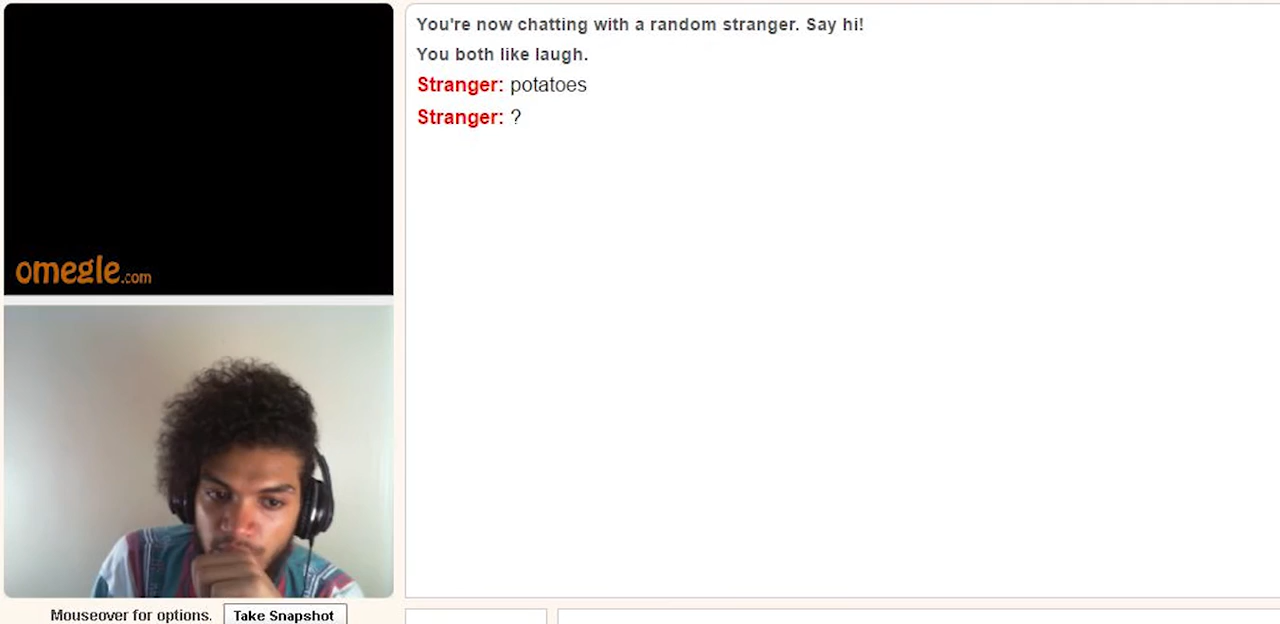 You're now chatting with a random stranger. Say hi!
You both like laugh.
Stranger: potatoes
Stranger: ?
omegle.com
Mouseover for options. Take Snapshot